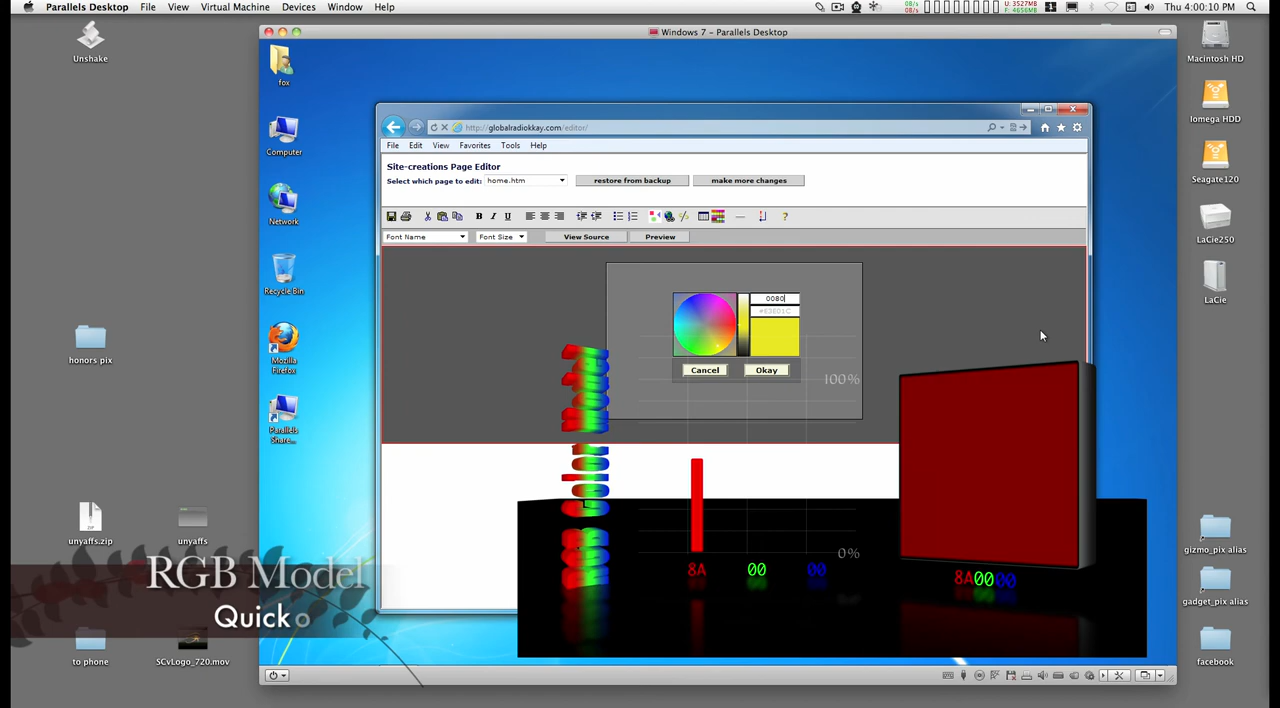 Parallels Desktop File View Virtual Machine Devices Window Help
Thu 4:00:10 PM
Windows 7 - Parallels Desktop
Unshake
fox
Computer
Network
Recycle Bin
Mozilla
Firefox
Parallels
Share...
honors pix
unyaffs.zip
unyaffs
to phone
SCvLogo_720.mov
Macintosh HD
Iomega HDD
Seagate120
LaCie250
LaCie
gizmo_pix alias
gadget_pix alias
facebook
http://globalradiokkay.com/editor/
File Edit View Favorites Tools Help
Site-creations Page Editor
Select which page to edit: home.htm
restore from backup
make more changes
B I U
Font Name
Font Size
View Source
Preview
0080
#E3E01C
Cancel
Okay
100%
0%
8A 00 00
8A0000
RGB Model
Quicko